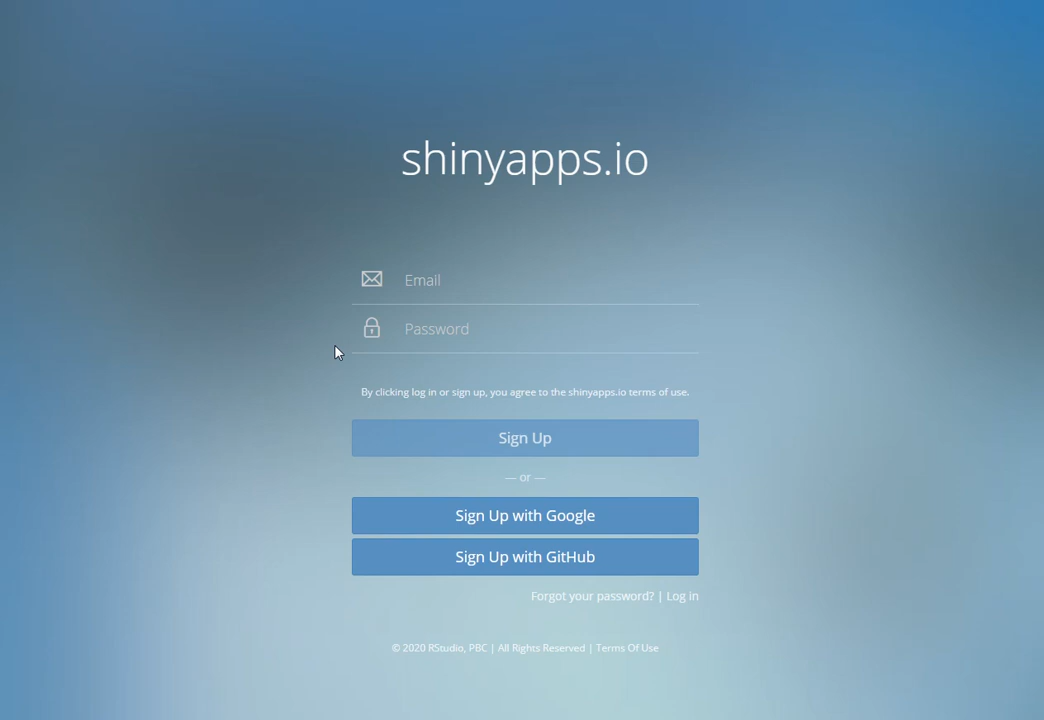 shinyapps.io
Email
Password
By clicking log in or sign up, you agree to the shinyapps.io terms of use.
Sign Up
— or —
Sign Up with Google
Sign Up with GitHub
Forgot your password? | Log in
© 2020 RStudio, PBC | All Rights Reserved | Terms Of Use